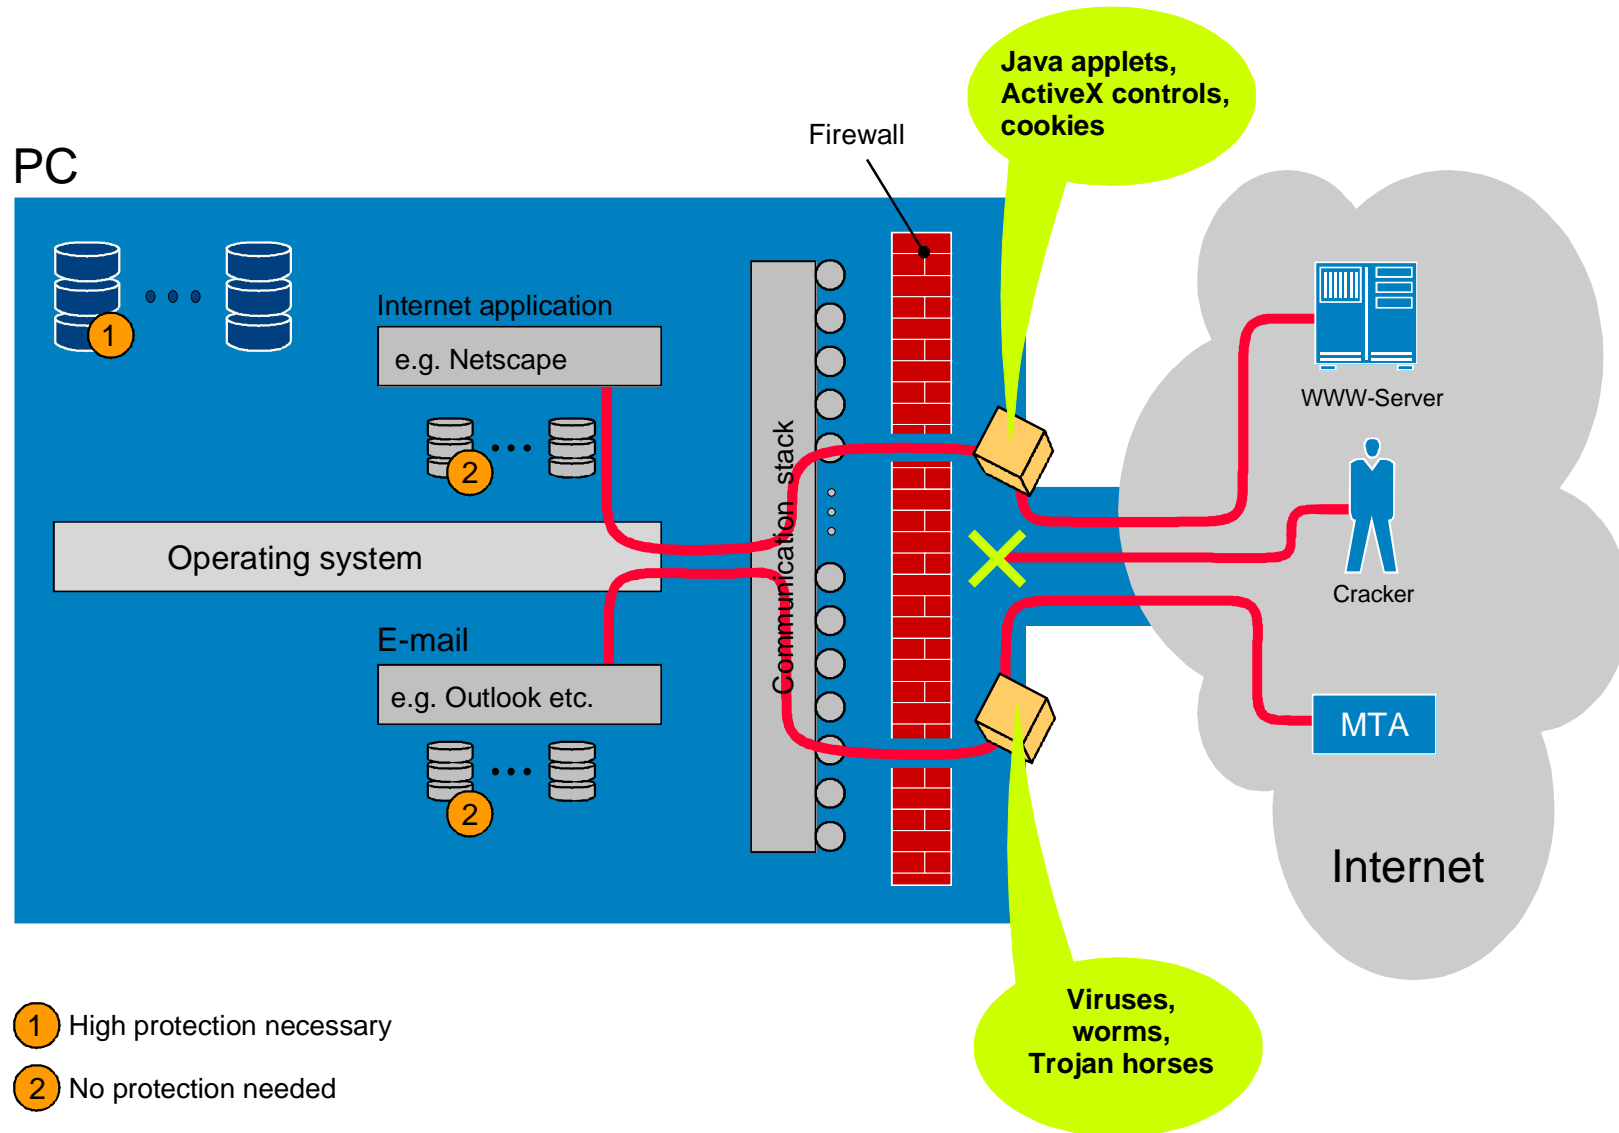 Java applets,
ActiveX controls,
cookies
Firewall
PC
Internet application
1
e.g. Netscape
WWW-Server
2
Communication stack
Operating system
Cracker
E-mail
e.g. Outlook etc.
MTA
2
Internet
Viruses,
worms,
Trojan horses
1 High protection necessary
2 No protection needed